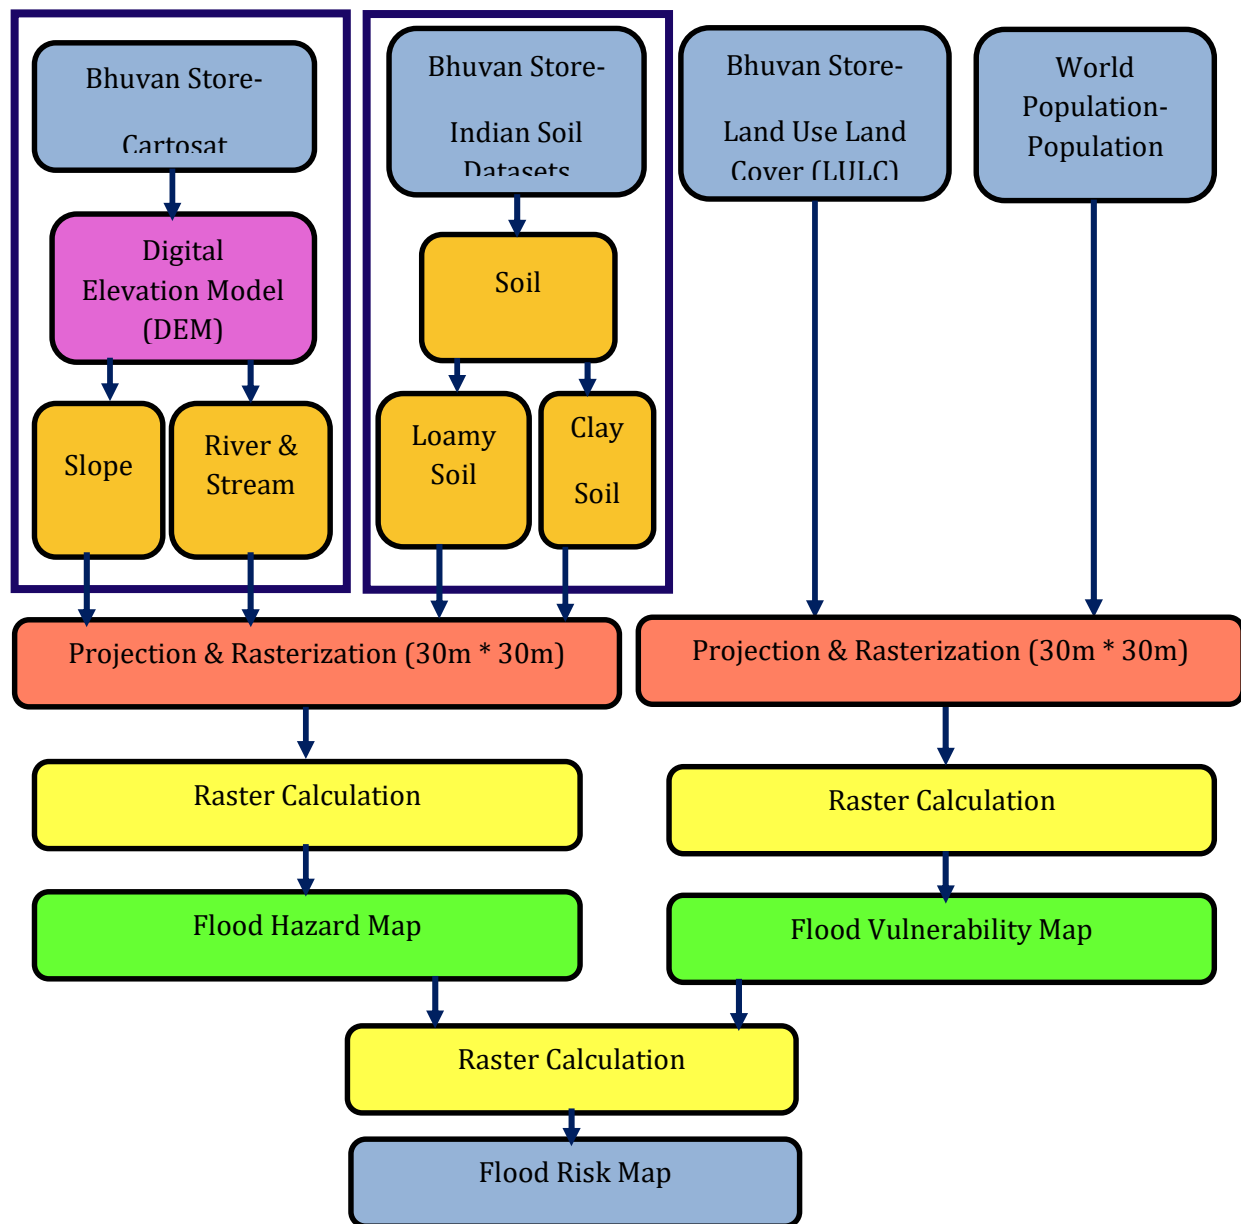 Bhuvan Store-
Cartosat
Digital
Elevation Model
(DEM)
Slope
River &
Stream
Bhuvan Store-
Indian Soil
Datasets
Soil
Loamy
Soil
Clay
Soil
Bhuvan Store-
Land Use Land
Cover (LULC)
World
Population-
Population
Projection & Rasterization (30m * 30m)
Projection & Rasterization (30m * 30m)
Raster Calculation
Raster Calculation
Flood Hazard Map
Flood Vulnerability Map
Raster Calculation
Flood Risk Map